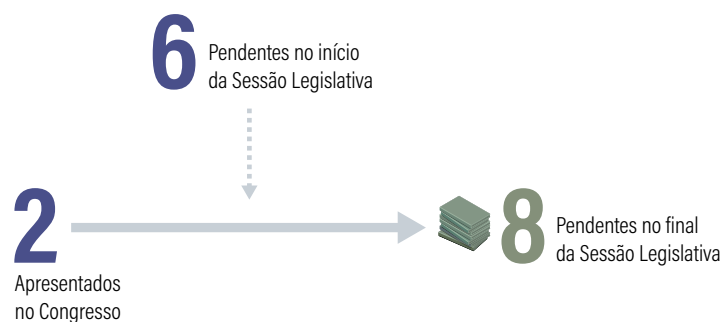 6
Pendentes no início
da Sessão Legislativa
2
Apresentados
no Congresso
8
Pendentes no final
da Sessão Legislativa